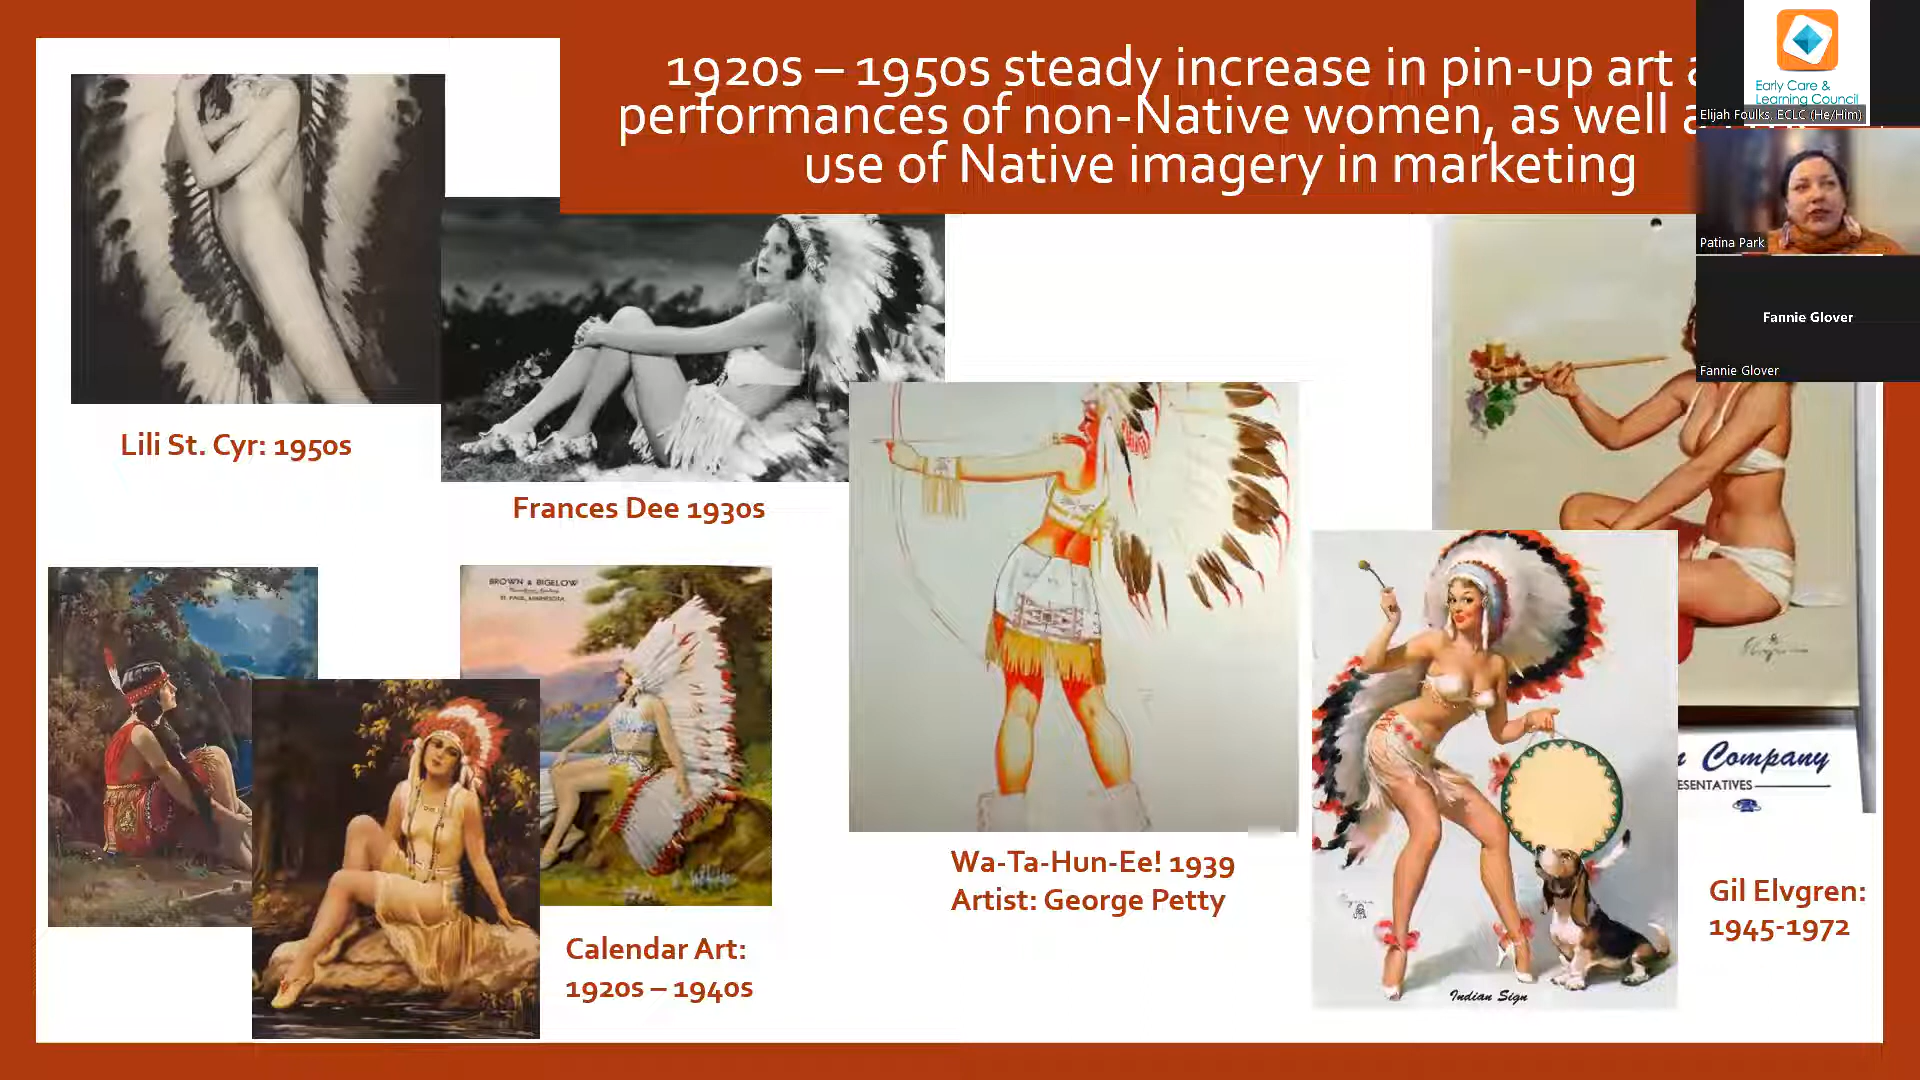 1920s – 1950s steady increase in pin-up art
performances of non-Native women, as well
use of Native imagery in marketing
Early Care &
Learning Council
Elijah Foulks, ECLC (He/Him)
Patina Park
Fannie Glover
Fannie Glover
Lili St. Cyr: 1950s
Frances Dee 1930s
BROWN & BIGELOW
ST. PAUL, MINNESOTA
Calendar Art:
1920s – 1940s
Wa-Ta-Hun-Ee! 1939
Artist: George Petty
Indian Sign
Company
ESENTATIVES
Gil Elvgren:
1945-1972